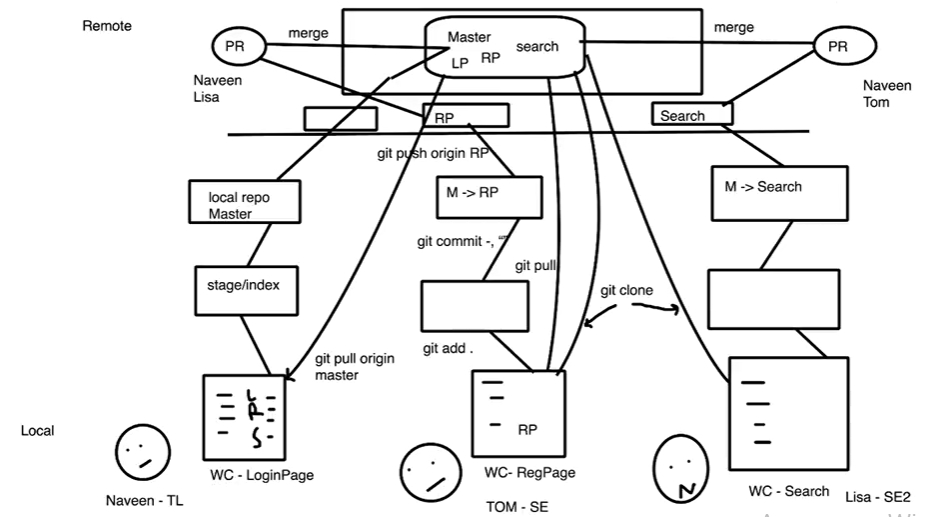 Remote
PR
merge
Master
LP
RP
search
merge
PR
Naveen
Lisa
Naveen
Tom
RP
Search
git push origin RP
local repo
Master
M -> RP
M -> Search
git commit -, “”
stage/index
git pull
git clone
git add .
git pull origin
master
L
P
S
RP
Local
WC - LoginPage
WC- RegPage
N
WC - Search
Lisa - SE2
Naveen - TL
TOM - SE